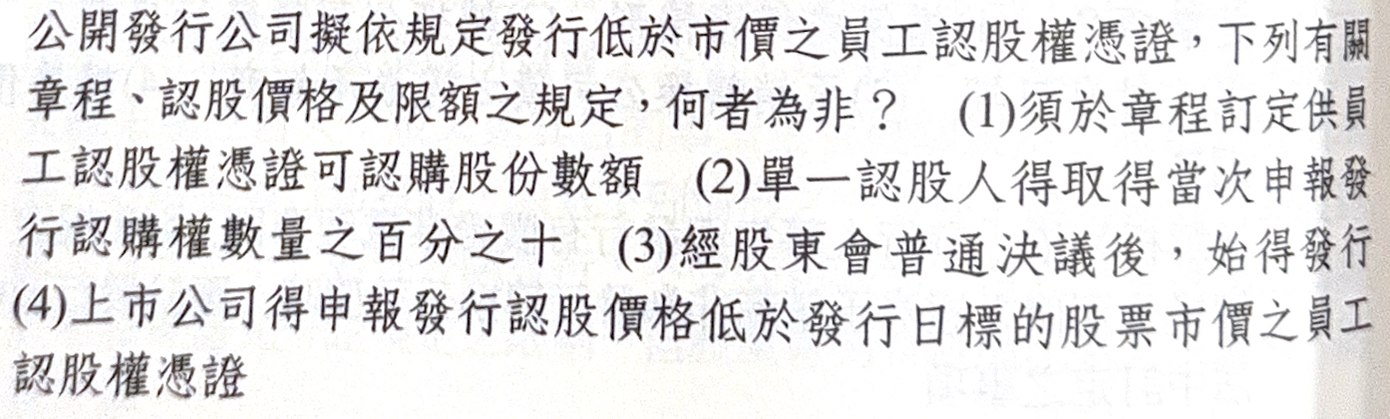 公開發行公司擬依規定發行低於市價之員工認股權憑證，下列有關
章程、認股價格及限額之規定，何者為非？　(1)須於章程訂定供員
工認股權憑證可認購股份數額　(2)單一認股人得取得當次申報發
行認購權數量之百分之十　(3)經股東會普通決議後，始得發行
(4)上市公司得申報發行認股價格低於發行日標的股票市價之員工
認股權憑證